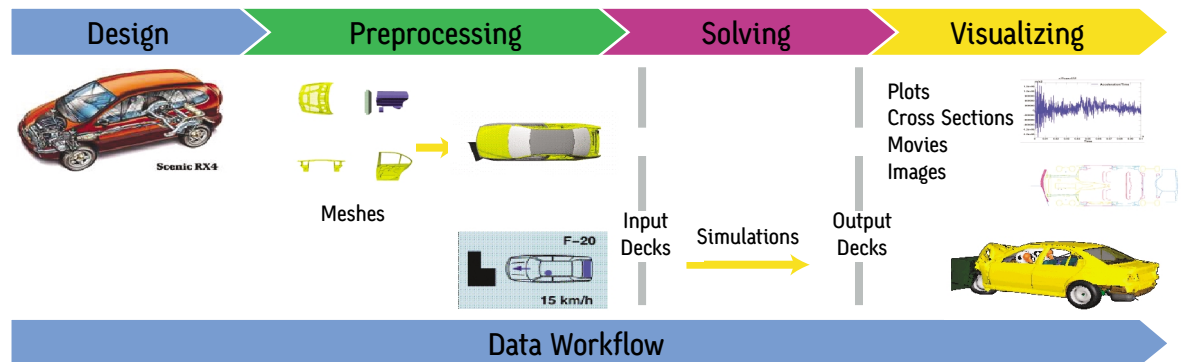 Design
Preprocessing
Solving
Visualizing
Scenic RX4
Meshes
F-20
15 km/h
Input
Decks
Simulations
Output
Decks
Plots
Cross Sections
Movies
Images
Data Workflow